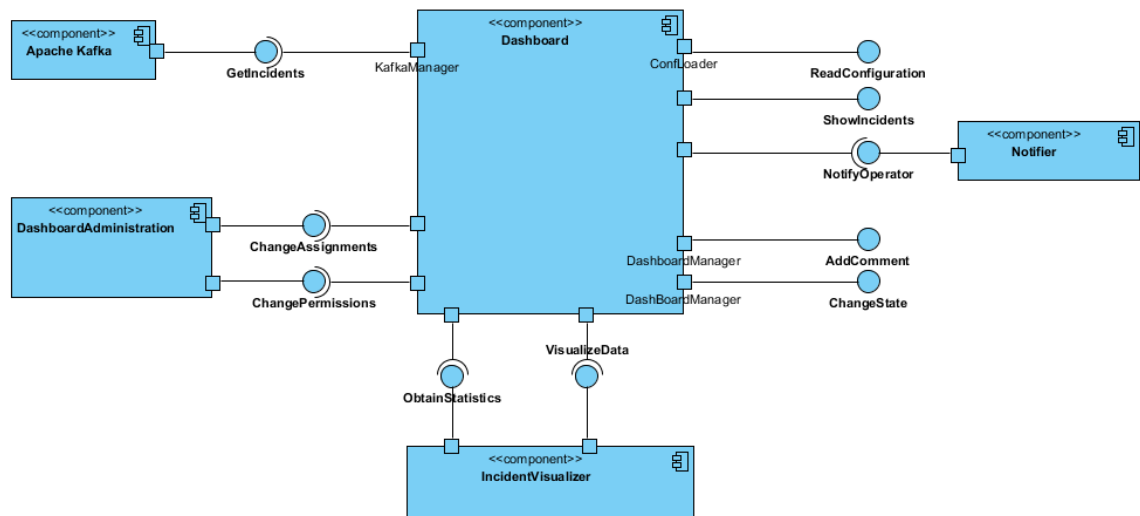 <<component>>
Apache Kafka
GetIncidents
KafkaManager
<<component>>
Dashboard
ConfLoader
ReadConfiguration
ShowIncidents
NotifyOperator
<<component>>
Notifier
<<component>>
DashboardAdministration
ChangeAssignments
ChangePermissions
DashboardManager
AddComment
DashBoardManager
ChangeState
VisualizeData
ObtainStatistics
<<component>>
IncidentVisualizer